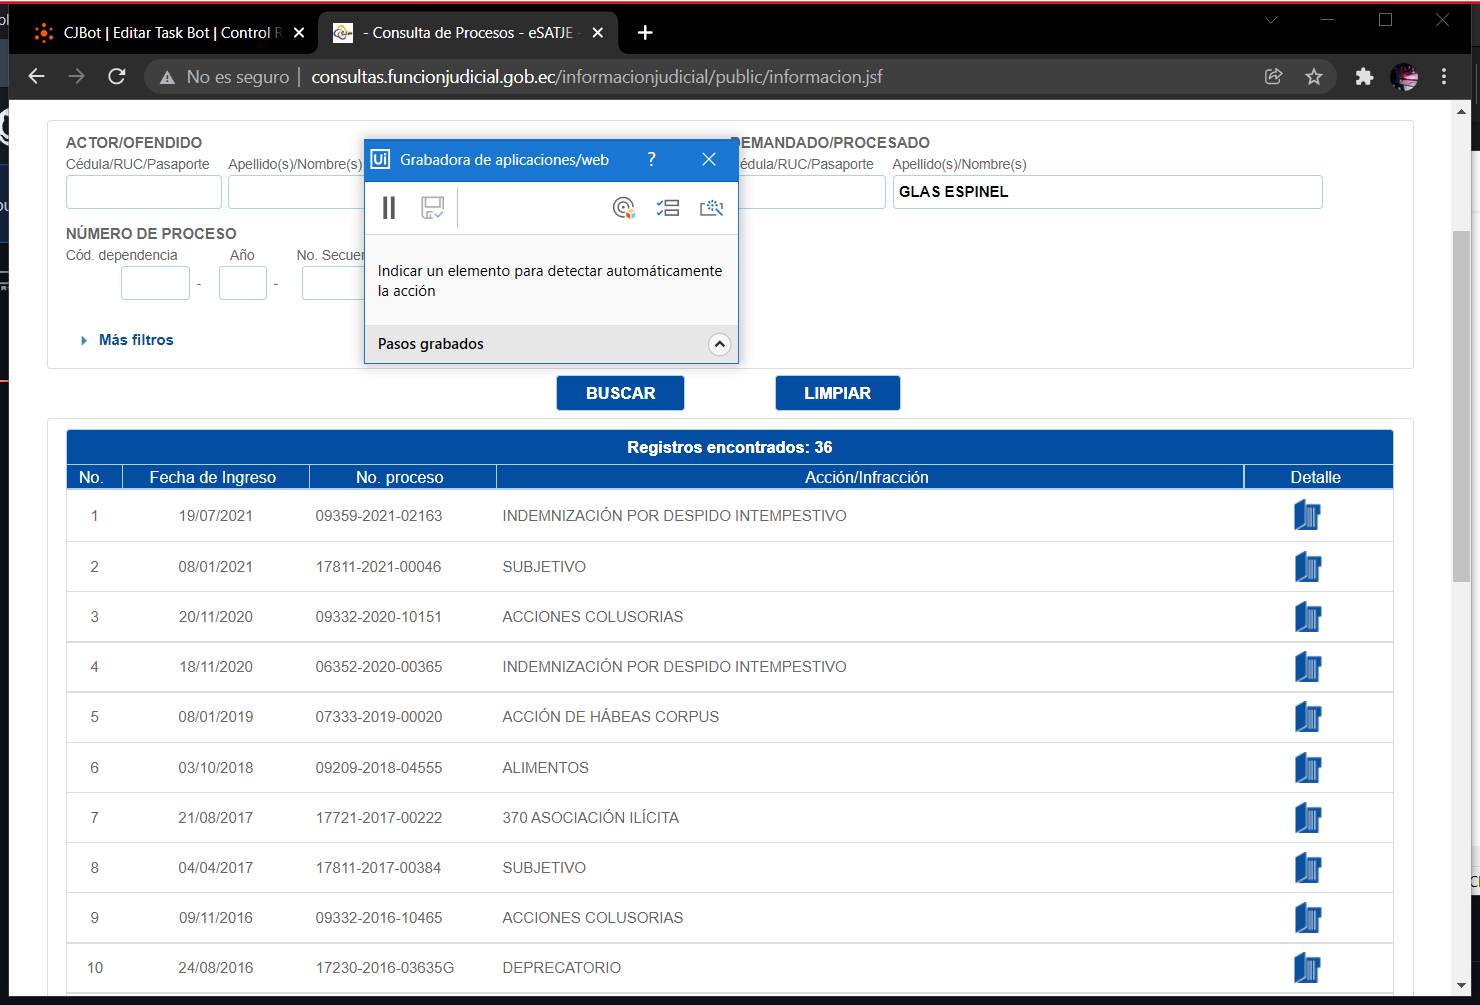 CJBot | Editar Task Bot | Control R
- Consulta de Procesos - eSATJE -
No es seguro | consultas.funcionjudicial.gob.ec/informacionjudicial/public/informacion.jsf
ACTOR/OFENDIDO
Cédula/RUC/Pasaporte Apellido(s)/Nombre(s)
DEMANDADO/PROCESADO
édula/RUC/Pasaporte Apellido(s)/Nombre(s)
GLAS ESPINEL
NÚMERO DE PROCESO
Cód. dependencia Año No. Secuen
- -
Más filtros
Ui Grabadora de aplicaciones/web ?
Indicar un elemento para detectar automáticamente
la acción
Pasos grabados
BUSCAR LIMPIAR
Registros encontrados: 36
No. Fecha de Ingreso No. proceso Acción/Infracción Detalle
1 19/07/2021 09359-2021-02163 INDEMNIZACIÓN POR DESPIDO INTEMPESTIVO
2 08/01/2021 17811-2021-00046 SUBJETIVO
3 20/11/2020 09332-2020-10151 ACCIONES COLUSORIAS
4 18/11/2020 06352-2020-00365 INDEMNIZACIÓN POR DESPIDO INTEMPESTIVO
5 08/01/2019 07333-2019-00020 ACCIÓN DE HÁBEAS CORPUS
6 03/10/2018 09209-2018-04555 ALIMENTOS
7 21/08/2017 17721-2017-00222 370 ASOCIACIÓN ILÍCITA
8 04/04/2017 17811-2017-00384 SUBJETIVO
9 09/11/2016 09332-2016-10465 ACCIONES COLUSORIAS
10 24/08/2016 17230-2016-03635G DEPRECATORIO